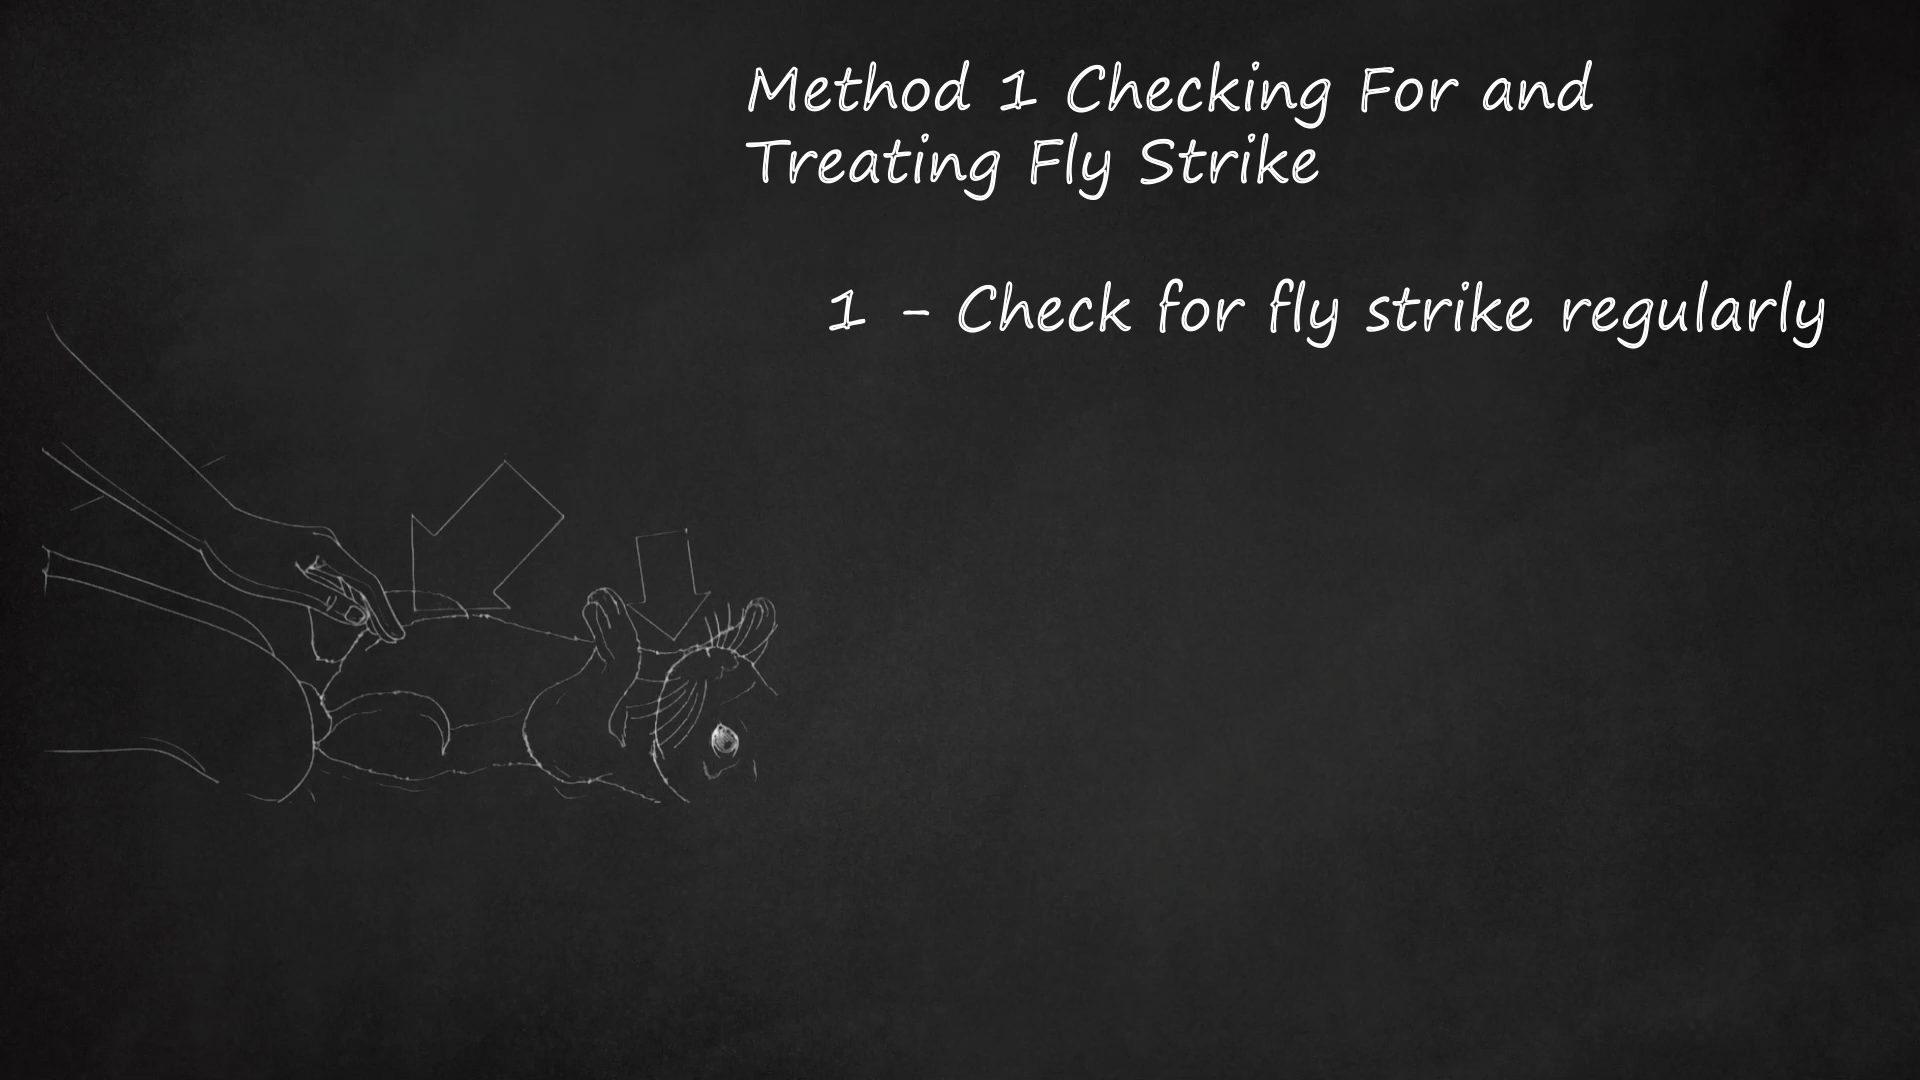 Method 1 Checking For and
Treating Fly Strike
1 - Check for fly strike regularly